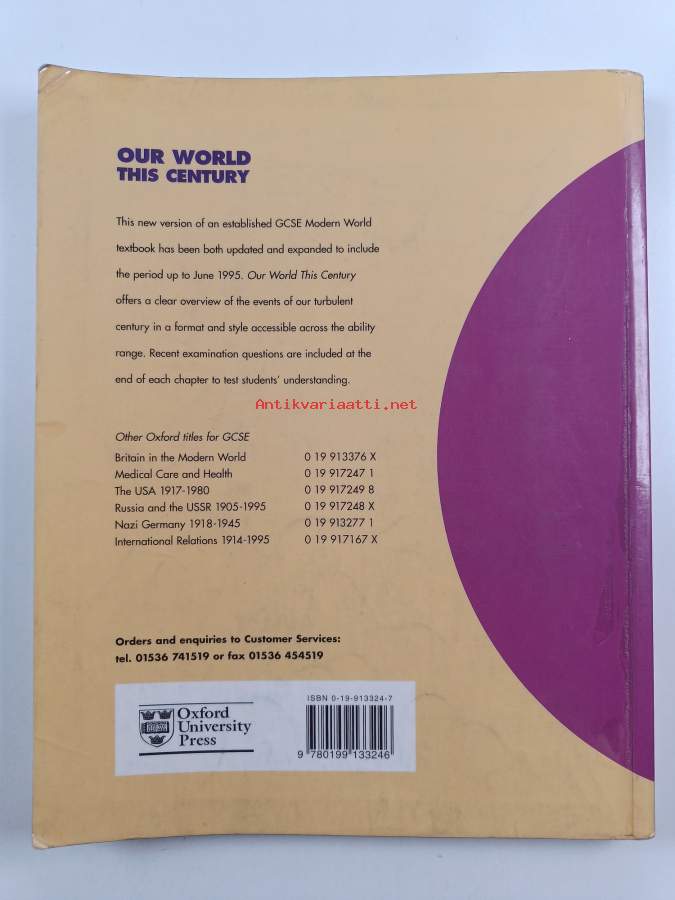 OUR WORLD
THIS CENTURY
This new version of an established GCSE Modern World
textbook has been both updated and expanded to include
the period up to June 1995. Our World This Century
offers a clear overview of the events of our turbulent
century in a format and style accessible across the ability
range. Recent examination questions are included at the
end of each chapter to test students' understanding.
Antikvariaatti.net
Other Oxford titles for GCSE
Britain in the Modern World 0 19 913376 X
Medical Care and Health 0 19 917247 1
The USA 1917-1980 0 19 917249 8
Russia and the USSR 1905-1995 0 19 917248 X
Nazi Germany 1918-1945 0 19 913277 1
International Relations 1914-1995 0 19 917167 X
Orders and enquiries to Customer Services:
tel. 01536 741519 or fax 01536 454519
Oxford
University
Press
ISBN 0-19-913324-7
9 780199 133246